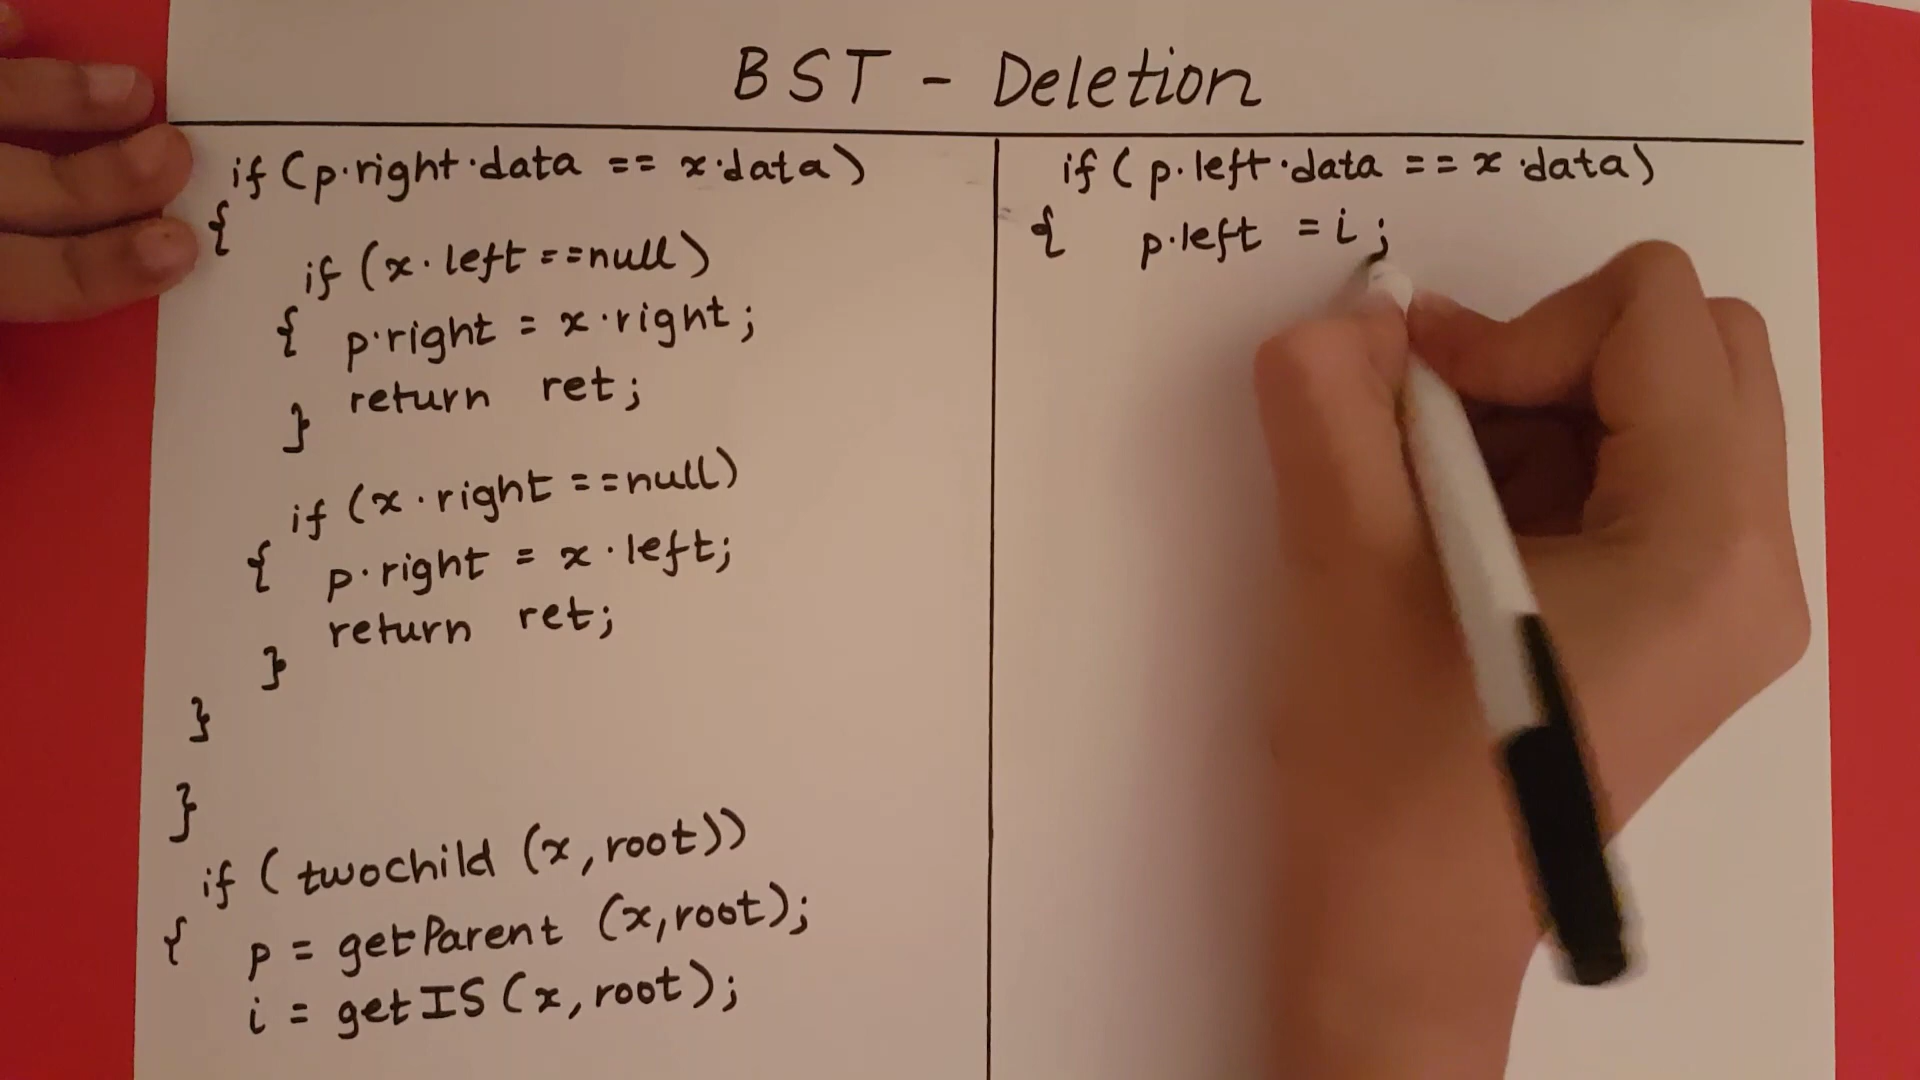 BST - Deletion
if (p.right.data == x.data)
{
if (x.left ==null)
{ p.right = x.right;
return ret;
}
if (x.right ==null)
{ p.right = x.left;
return ret;
}
}
}
if (twochild (x,root))
{ p = getParent (x,root);
i = getIS (x,root);
if (p.left.data == x.data)
{ p.left = i;